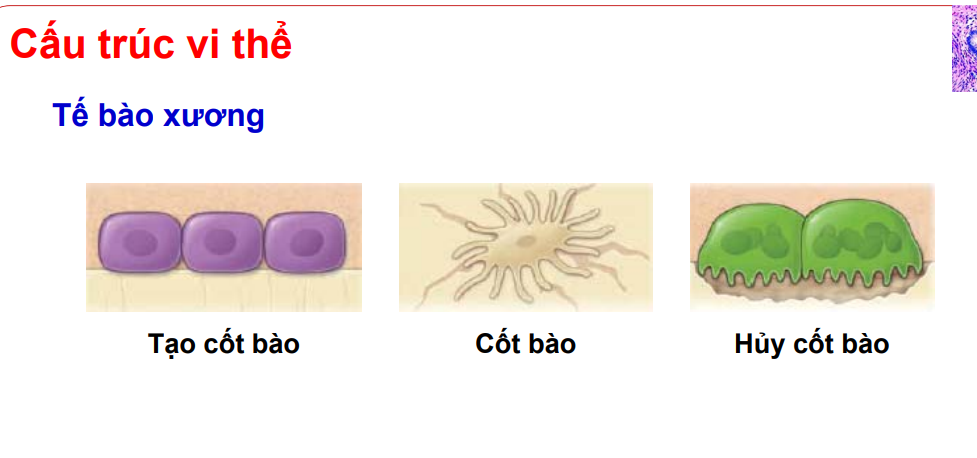 Cấu trúc vi thể
Tế bào xương
Tạo cốt bào
Cốt bào
Hủy cốt bào